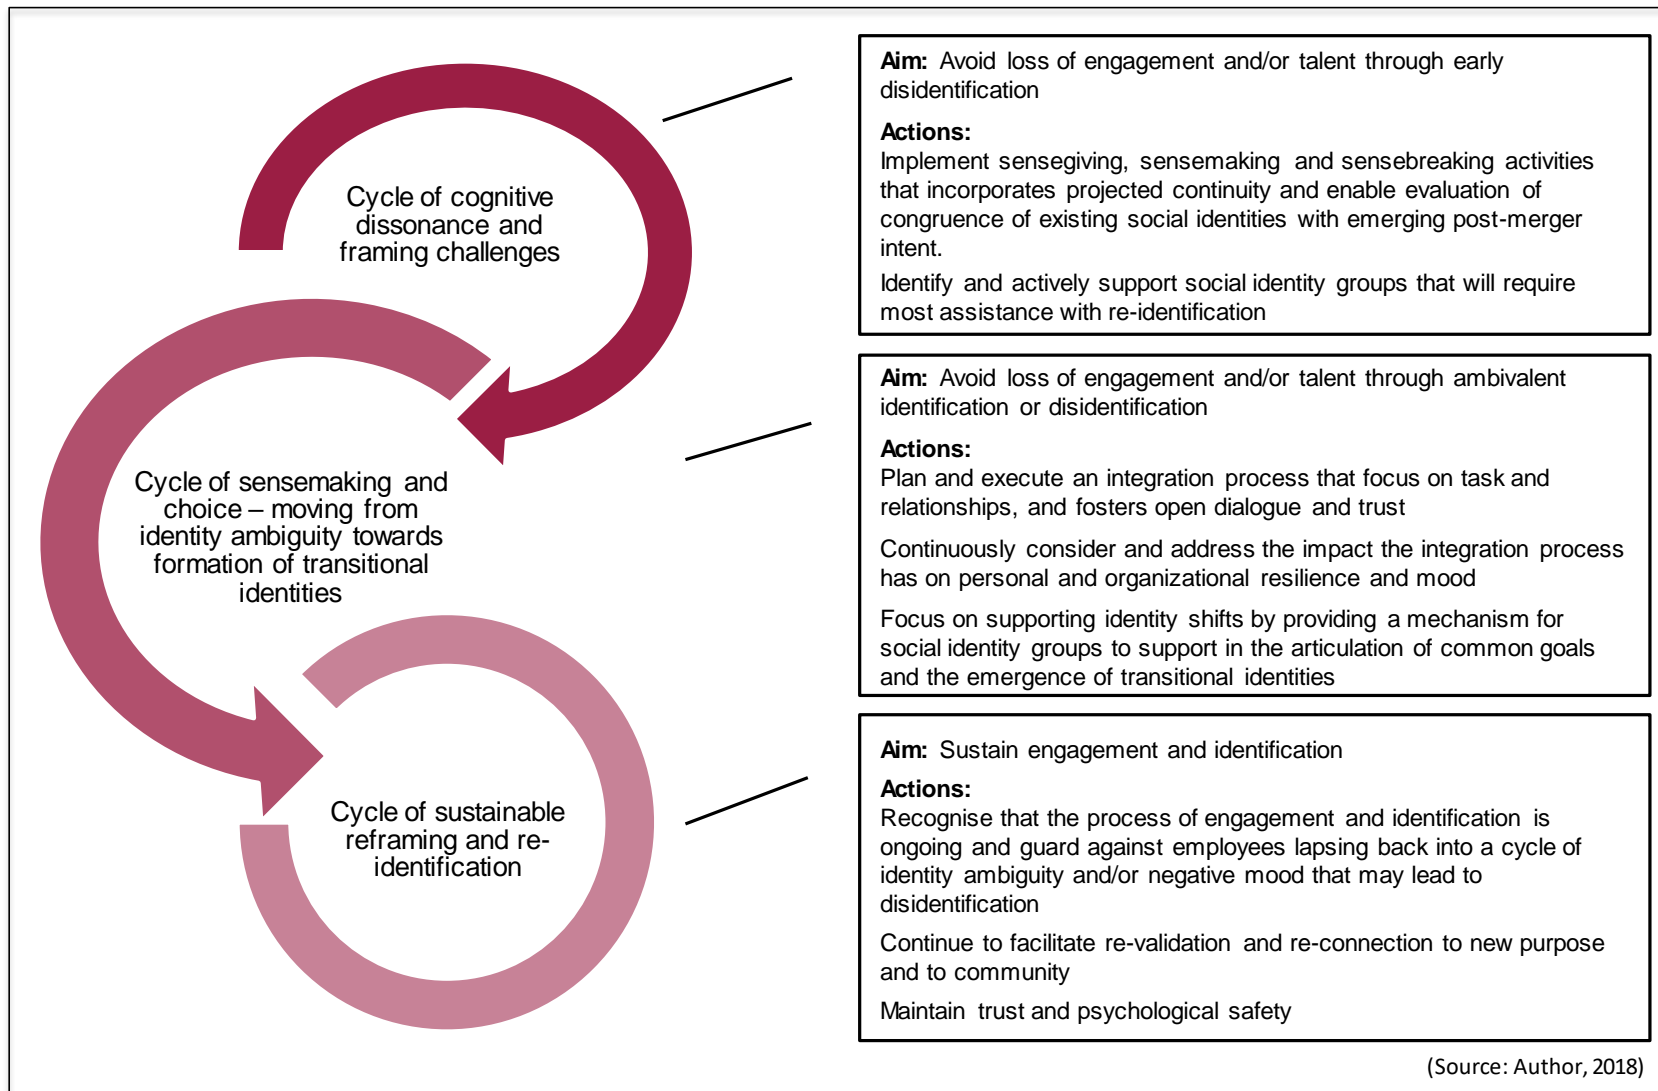 Cycle of cognitive
dissonance and
framing challenges
Aim: Avoid loss of engagement and/or talent through early
disidentification
Actions:
Implement sensegiving, sensemaking and sensebreaking activities
that incorporates projected continuity and enable evaluation of
congruence of existing social identities with emerging post-merger
intent.
Identify and actively support social identity groups that will require
most assistance with re-identification
Cycle of sensemaking and
choice – moving from
identity ambiguity towards
formation of transitional
identities
Aim: Avoid loss of engagement and/or talent through ambivalent
identification or disidentification
Actions:
Plan and execute an integration process that focus on task and
relationships, and fosters open dialogue and trust
Continuously consider and address the impact the integration process
has on personal and organizational resilience and mood
Focus on supporting identity shifts by providing a mechanism for
social identity groups to support in the articulation of common goals
and the emergence of transitional identities
Cycle of sustainable
reframing and re-
identification
Aim: Sustain engagement and identification
Actions:
Recognise that the process of engagement and identification is
ongoing and guard against employees lapsing back into a cycle of
identity ambiguity and/or negative mood that may lead to
disidentification
Continue to facilitate re-validation and re-connection to new purpose
and to community
Maintain trust and psychological safety
(Source: Author, 2018)